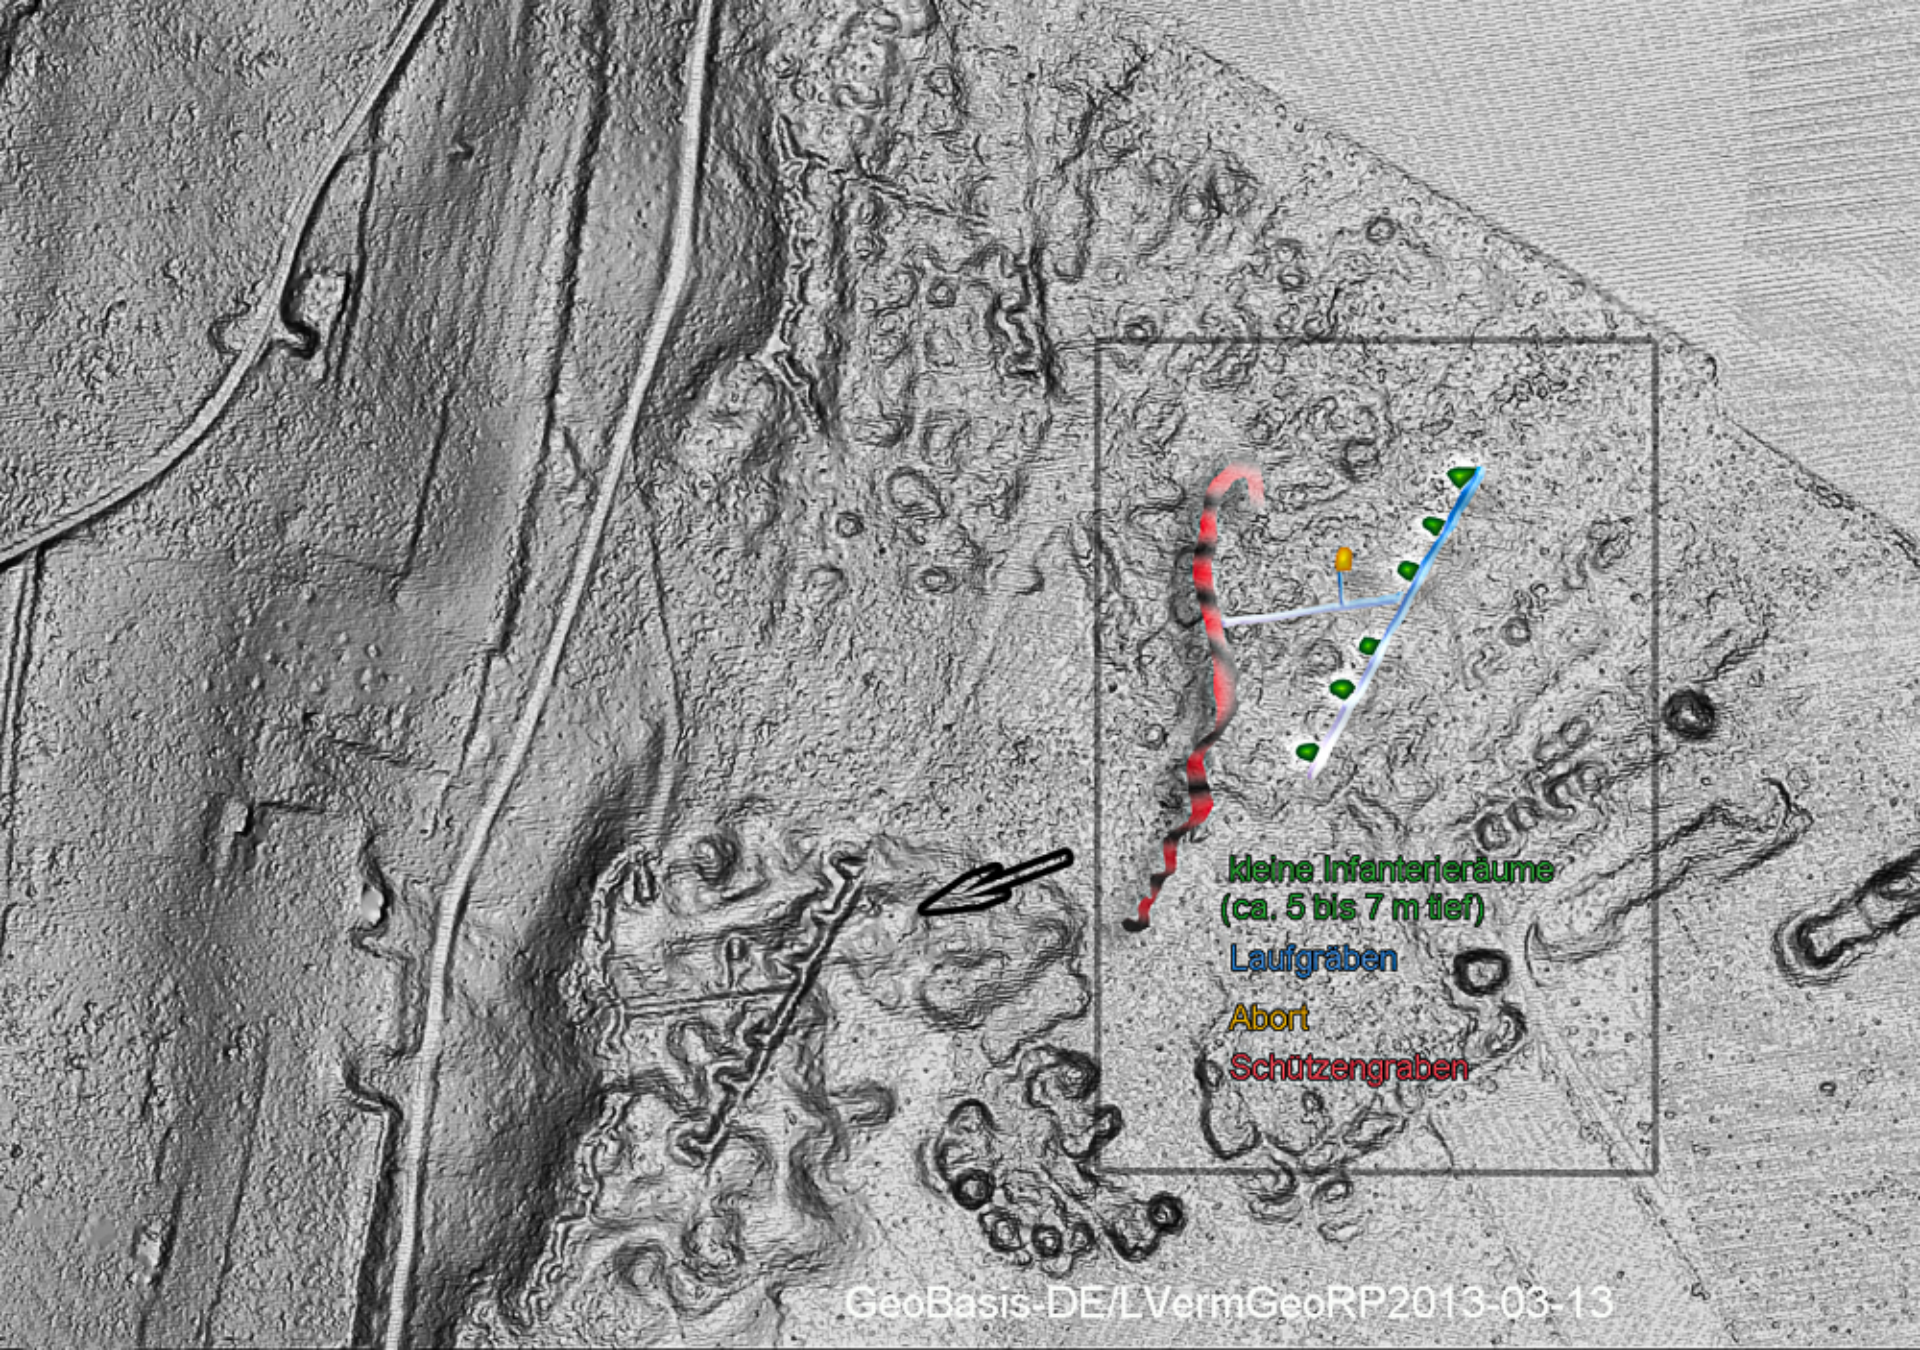 kleine Infanterieräume
(ca. 5 bis 7 m tief)
Laufgräben
Abort
Schützengraben
GeoBasis-DE/LVermGeoRP2013-03-13